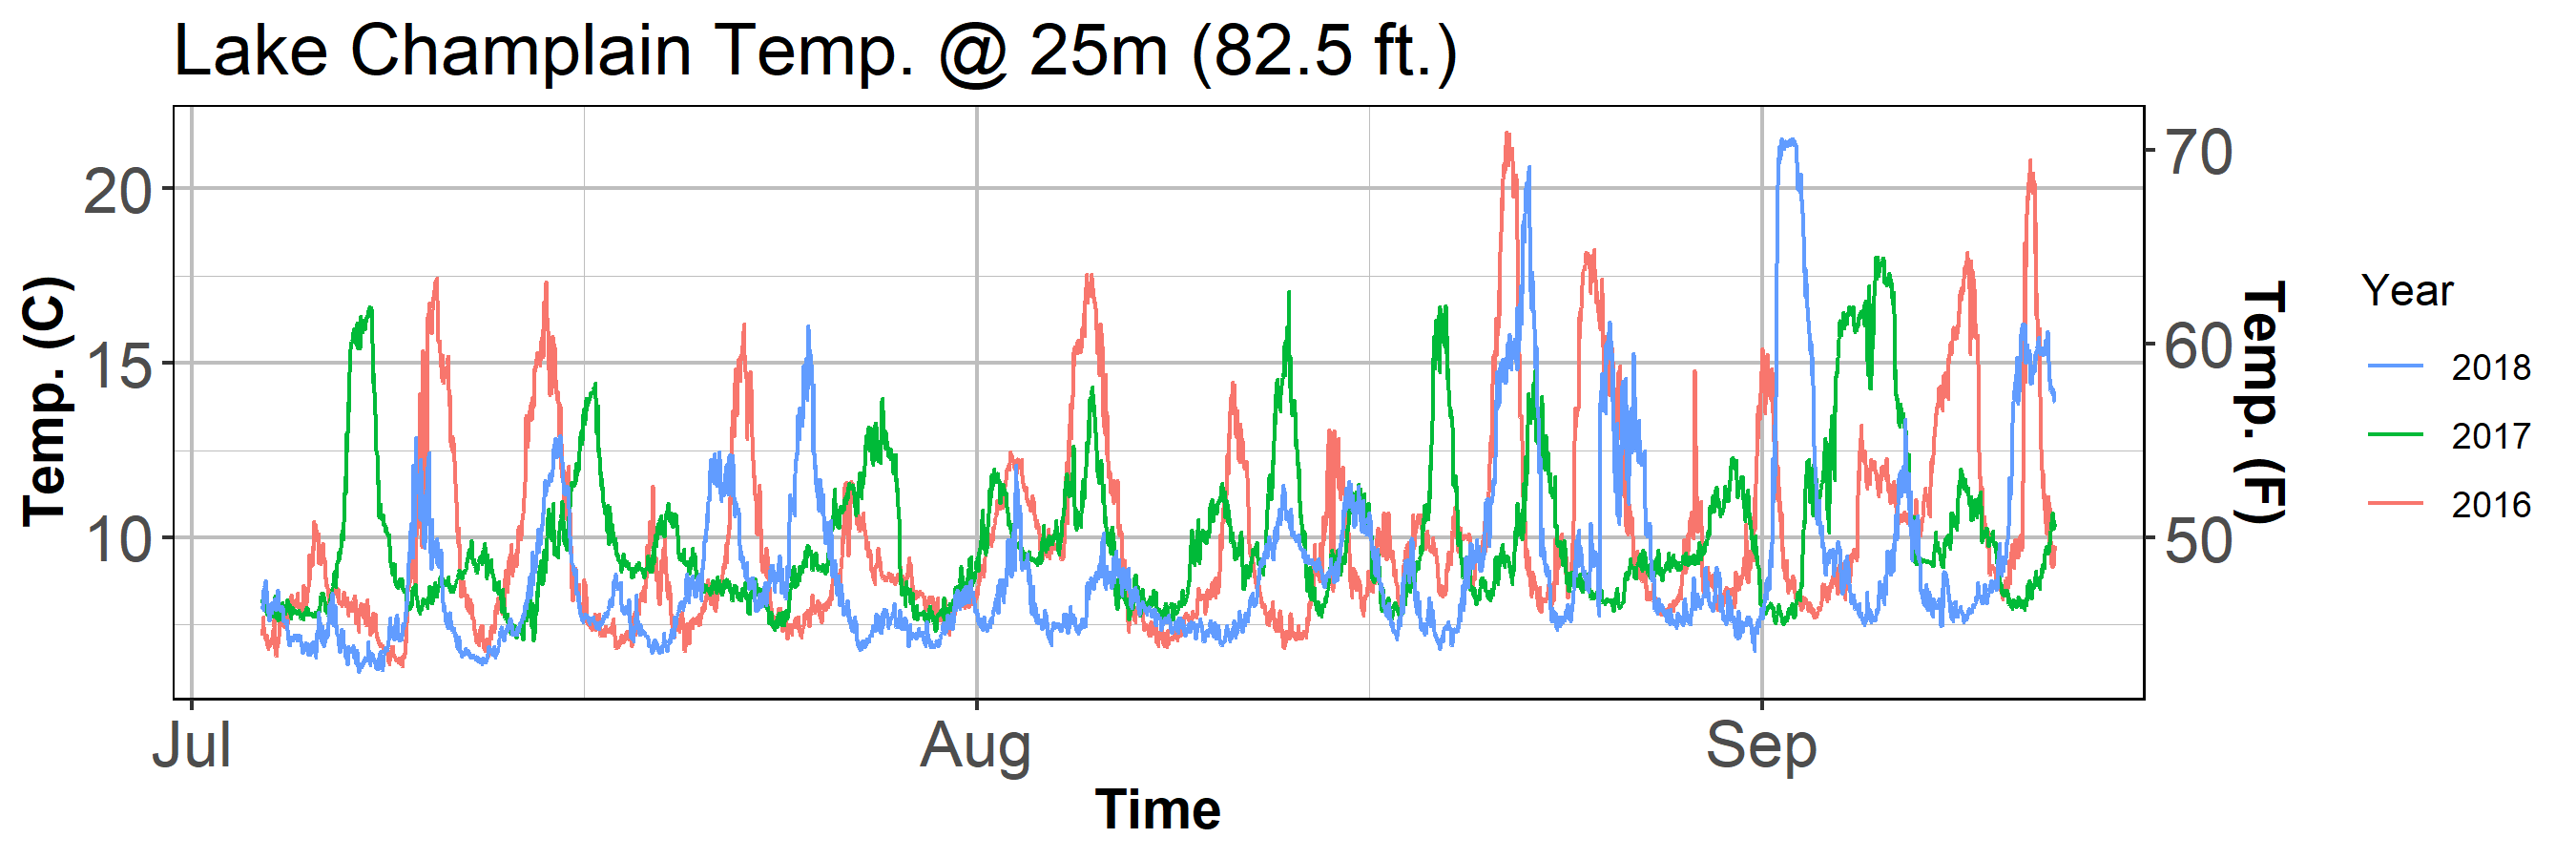 Lake Champlain Temp. @ 25m (82.5 ft.)
Temp. (C)
20
15
10
70
60
50
Temp. (F)
Jul
Aug
Sep
Time
Year
2018
2017
2016